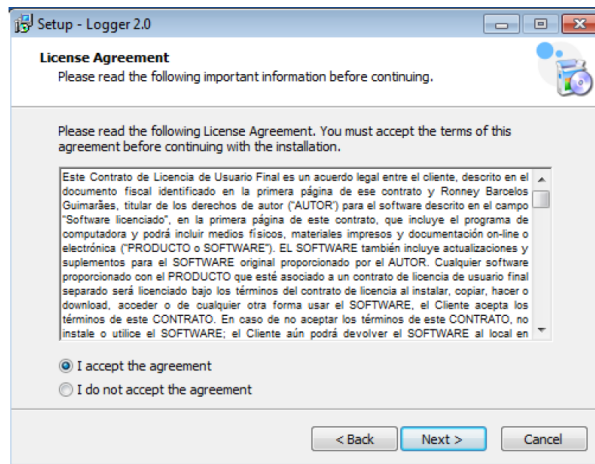 Setup - Logger 2.0
License Agreement
Please read the following important information before continuing.
Please read the following License Agreement. You must accept the terms of this
agreement before continuing with the installation.
Este Contrato de Licencia de Usuario Final es un acuerdo legal entre el cliente, descrito en el
documento fiscal identificado en la primera página de ese contrato y Ronney Barcelos
Guimarães, titular de los derechos de autor ("AUTOR') para el software descrito en el campo
"Software licenciado", en la primera página de este contrato, que incluye el programa de
computadora y podrá incluir medios físicos, materiales impresos y documentación on-line o
electrónica ("PRODUCTO o SOFTWARE"). EL SOFTWARE también incluye actualizaciones y
suplementos para el SOFTWARE original proporcionado por el AUTOR. Cualquier software
proporcionado con el PRODUCTO que esté asociado a un contrato de licencia de usuario final
separado será licenciado bajo los términos del contrato de licencia al instalar, copiar, hacer o
download, acceder o de cualquier otra forma usar el SOFTWARE, el Cliente acepta los
términos de este CONTRATO. En caso de no aceptar los términos de este CONTRATO, no
instale o utilice el SOFTWARE; el Cliente aún podrá devolver el SOFTWARE al local en
I accept the agreement
I do not accept the agreement
< Back
Next >
Cancel